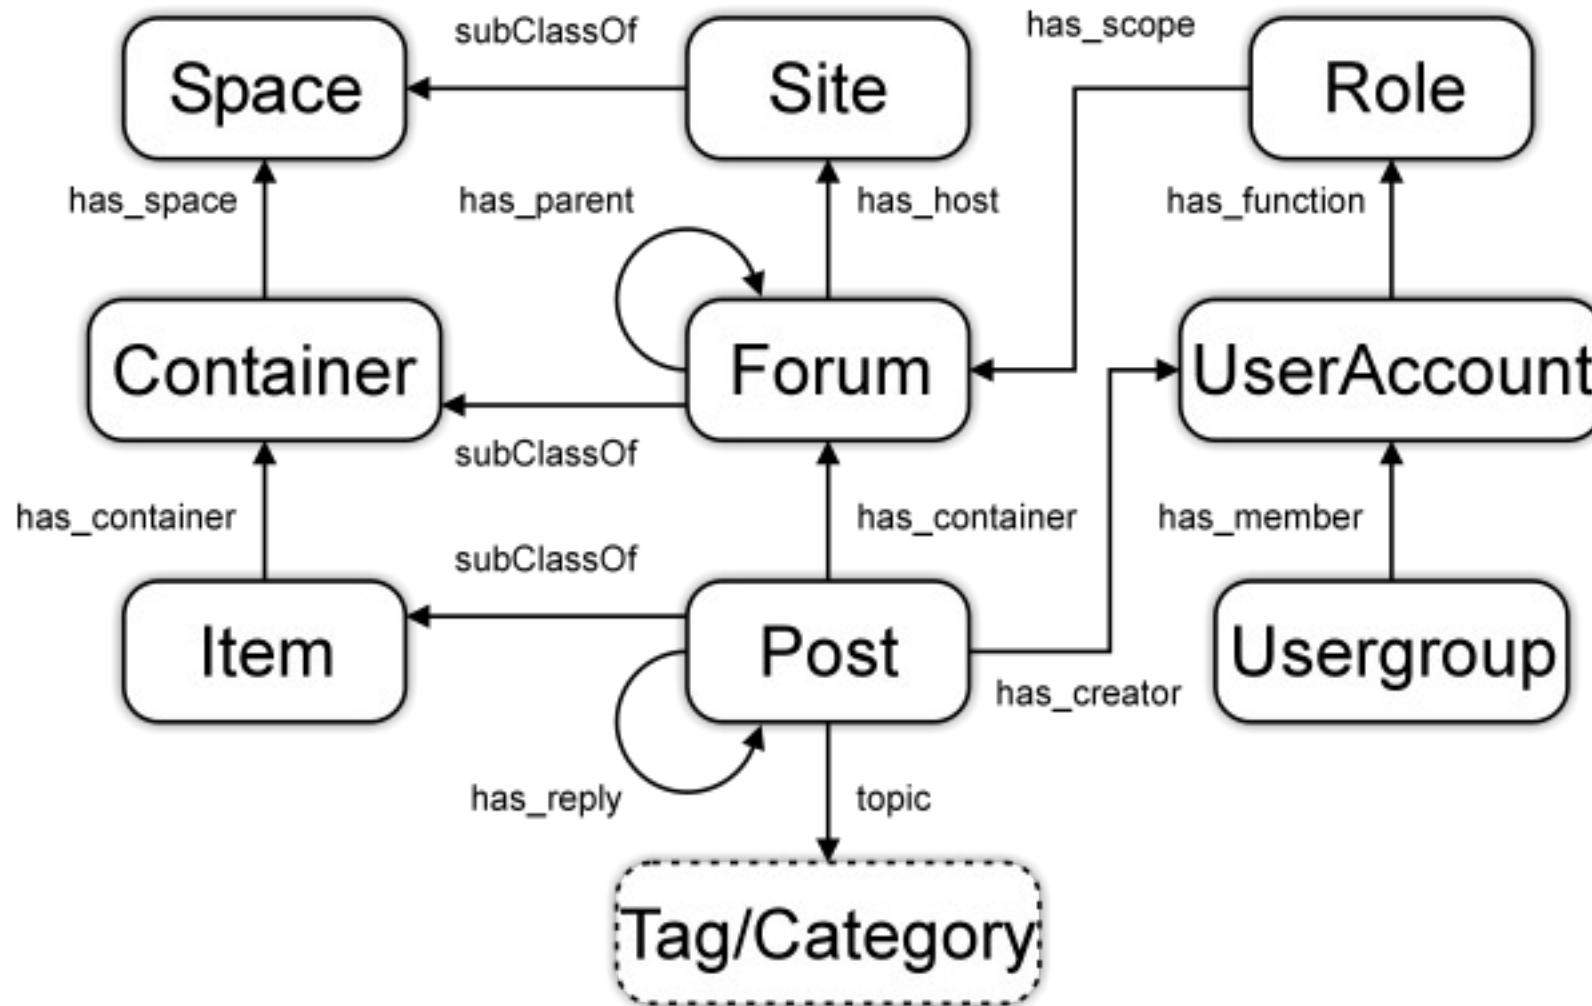 subClassOf
has_scope
Space
Site
Role
has_space
has_parent
has_host
has_function
Container
Forum
UserAccount
subClassOf
has_container
has_container
has_member
subClassOf
Item
Post
Usergroup
has_creator
has_reply
topic
Tag/Category